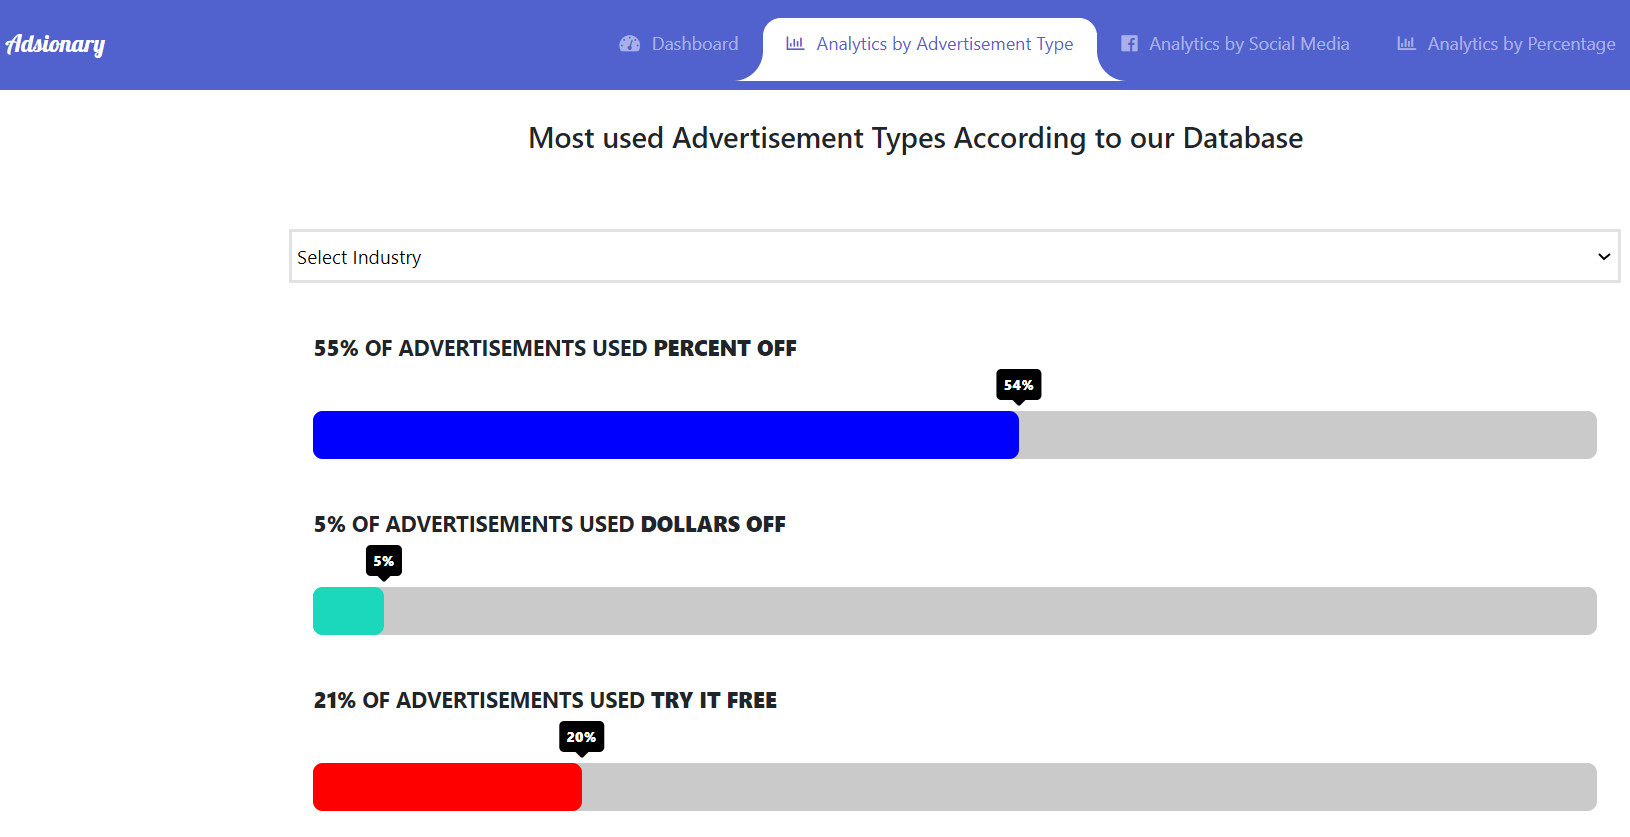 Adsionary
Dashboard
Analytics by Advertisement Type
Analytics by Social Media
Analytics by Percentage
Most used Advertisement Types According to our Database
Select Industry
55% OF ADVERTISEMENTS USED PERCENT OFF
54%
5% OF ADVERTISEMENTS USED DOLLARS OFF
5%
21% OF ADVERTISEMENTS USED TRY IT FREE
20%